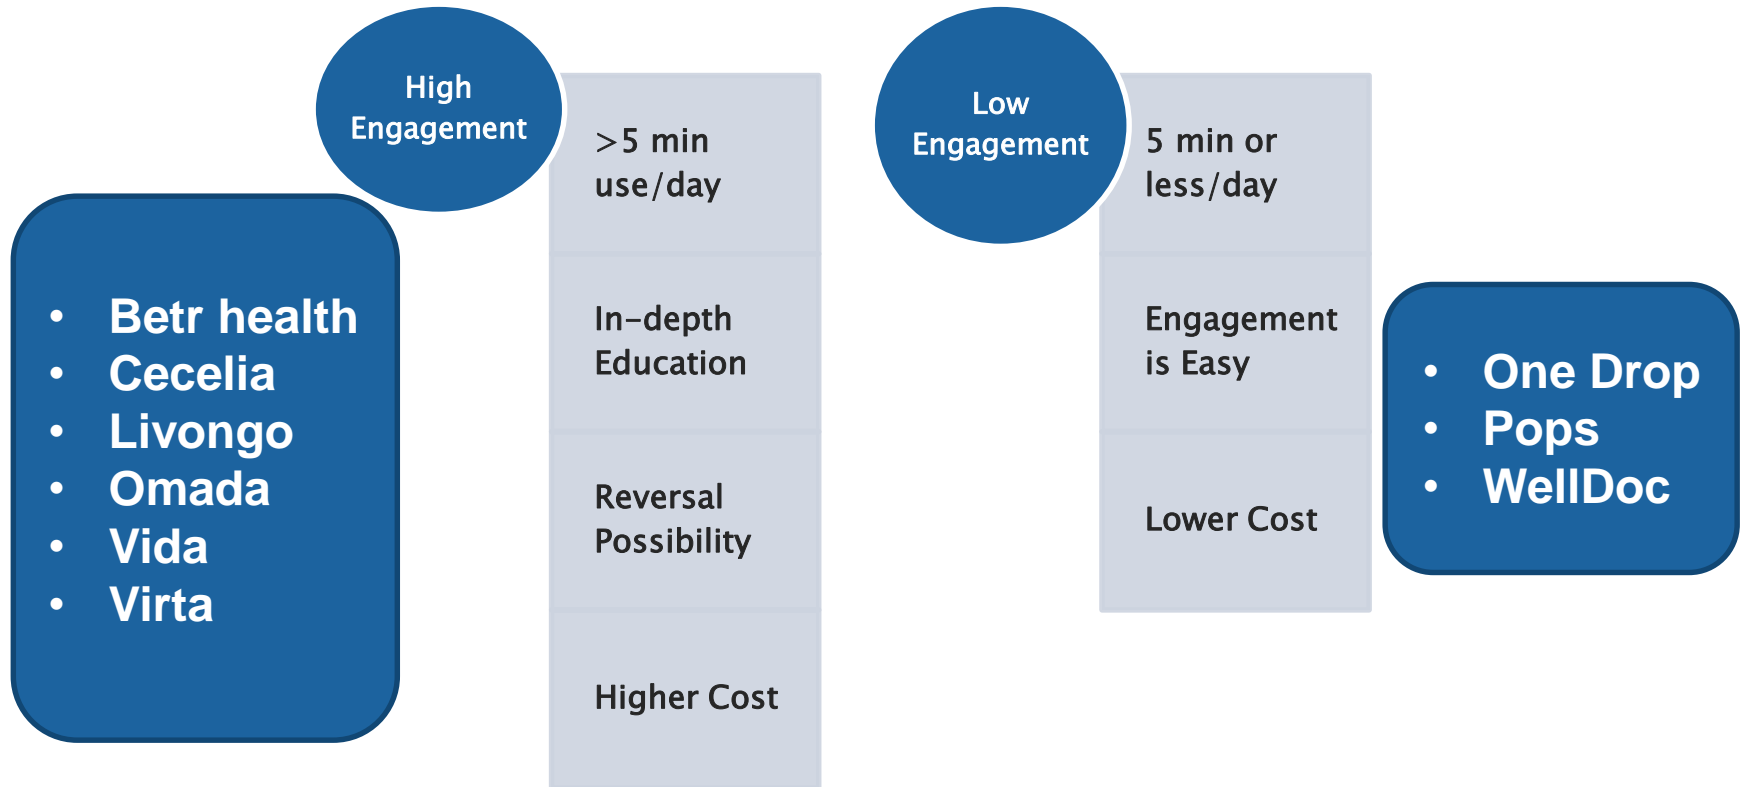 High
Engagement
>5 min
use/day
In-depth
Education
Reversal
Possibility
Higher Cost
• Betr health
• Cecelia
• Livongo
• Omada
• Vida
• Virta
Low
Engagement
5 min or
less/day
Engagement
is Easy
Lower Cost
• One Drop
• Pops
• WellDoc